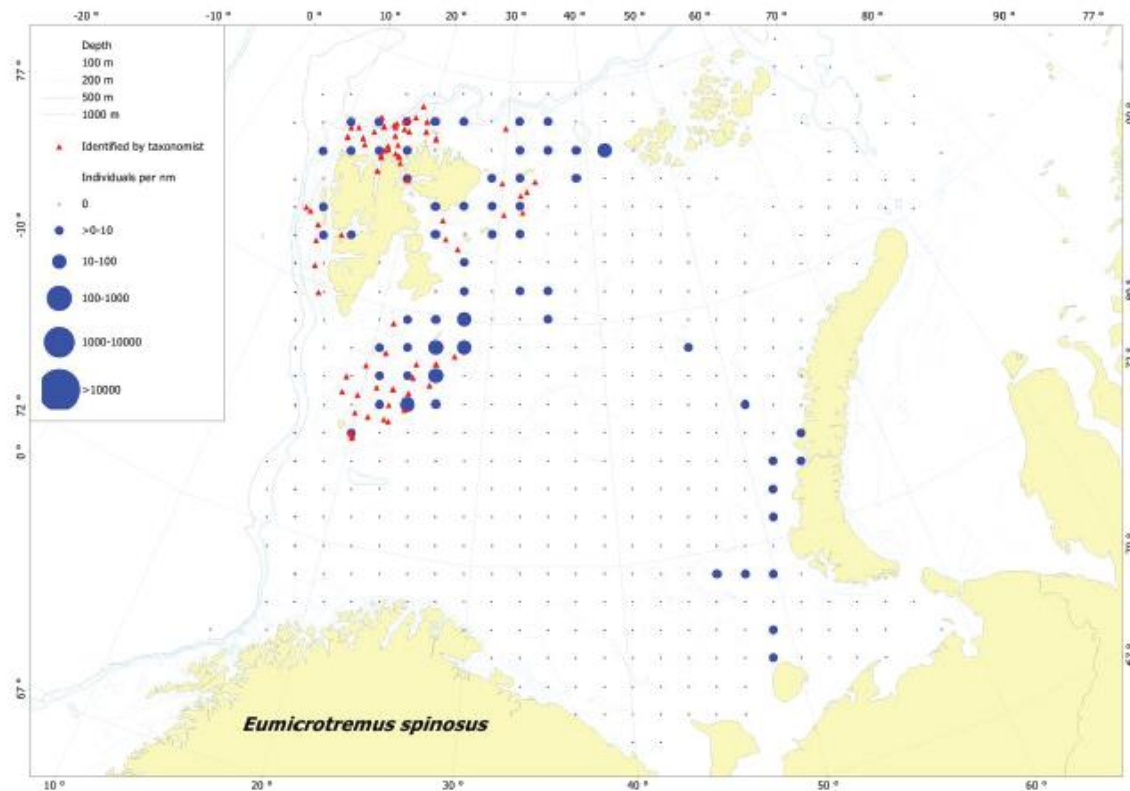 -20 ° -10 ° 0 ° 10 ° 20 ° 30 ° 40 ° 50 ° 60 ° 70 ° 80 ° 90 ° 77 °
Depth
100 m
200 m
500 m
1000 m
Identified by taxonomist
Individuals per nm
0
>0-10
10-100
100-1000
1000-10000
>10000
77 °
-10 °
72 °
0 °
67 °
Eumicrotremus spinosus
10 ° 20 ° 30 ° 40 ° 50 ° 60 °